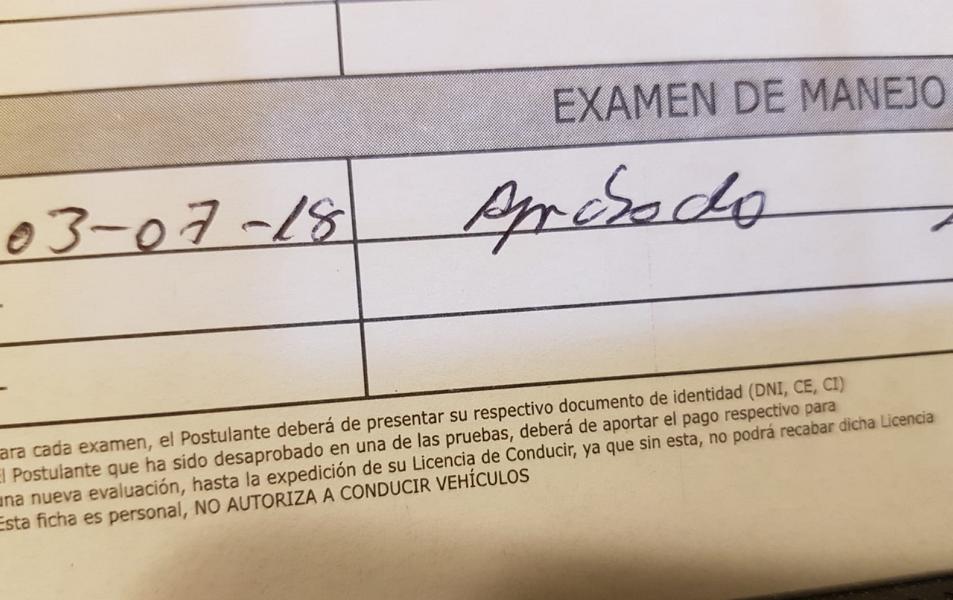 EXAMEN DE MANEJO
03-07-18 Aprobado
ara cada examen, el Postulante deberá de presentar su respectivo documento de identidad (DNI, CE, CI)
El Postulante que ha sido desaprobado en una de las pruebas, deberá de aportar el pago respectivo para
una nueva evaluación, hasta la expedición de su Licencia de Conducir, ya que sin esta, no podrá recabar dicha Licencia
Esta ficha es personal, NO AUTORIZA A CONDUCIR VEHÍCULOS